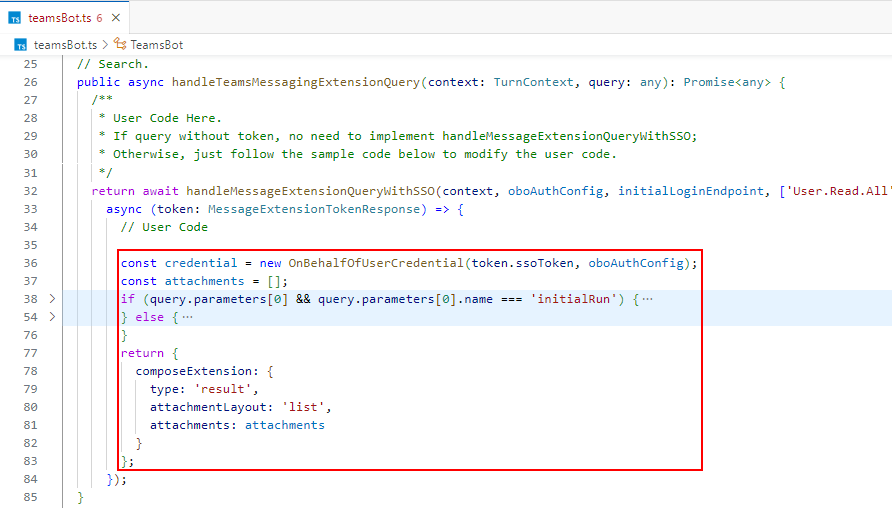 TS teamsBot.ts 6 ×
TS teamsBot.ts > TeamsBot
25 // Search.
26 public async handleTeamsMessagingExtensionQuery(context: TurnContext, query: any): Promise<any> {
27 /**
28 * User Code Here.
29 * If query without token, no need to implement handleMessageExtensionQueryWithSSO;
30 * Otherwise, just follow the sample code below to modify the user code.
31 */
32 return await handleMessageExtensionQueryWithSSO(context, oboAuthConfig, initialLoginEndpoint, ['User.Read.All'
33 async (token: MessageExtensionTokenResponse) => {
34 // User Code
35
36 const credential = new OnBehalfOfUserCredential(token.ssoToken, oboAuthConfig);
37 const attachments = [];
38 > if (query.parameters[0] && query.parameters[0].name === 'initialRun') {⋯
54 > } else {⋯
76 }
77 return {
78 composeExtension: {
79 type: 'result',
80 attachmentLayout: 'list',
81 attachments: attachments
82 }
83 };
84 });
85 }